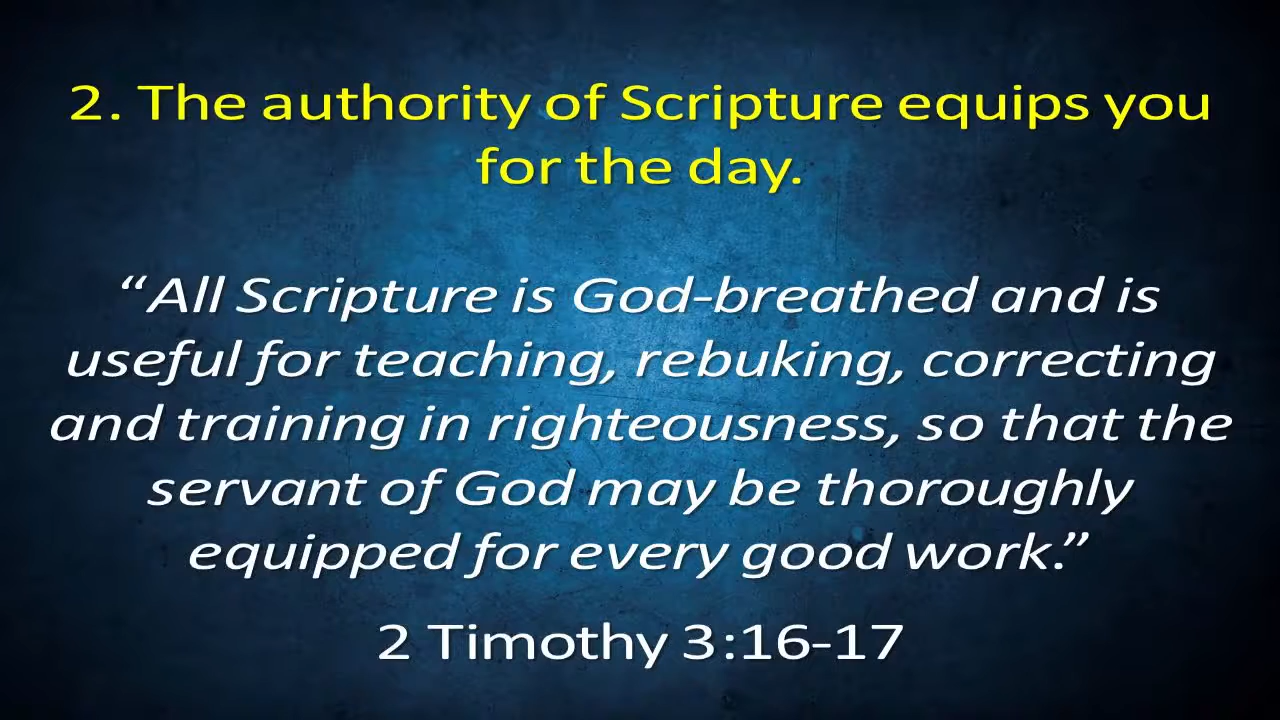 2. The authority of Scripture equips you
for the day.
“All Scripture is God-breathed and is
useful for teaching, rebuking, correcting
and training in righteousness, so that the
servant of God may be thoroughly
equipped for every good work.”
2 Timothy 3:16-17